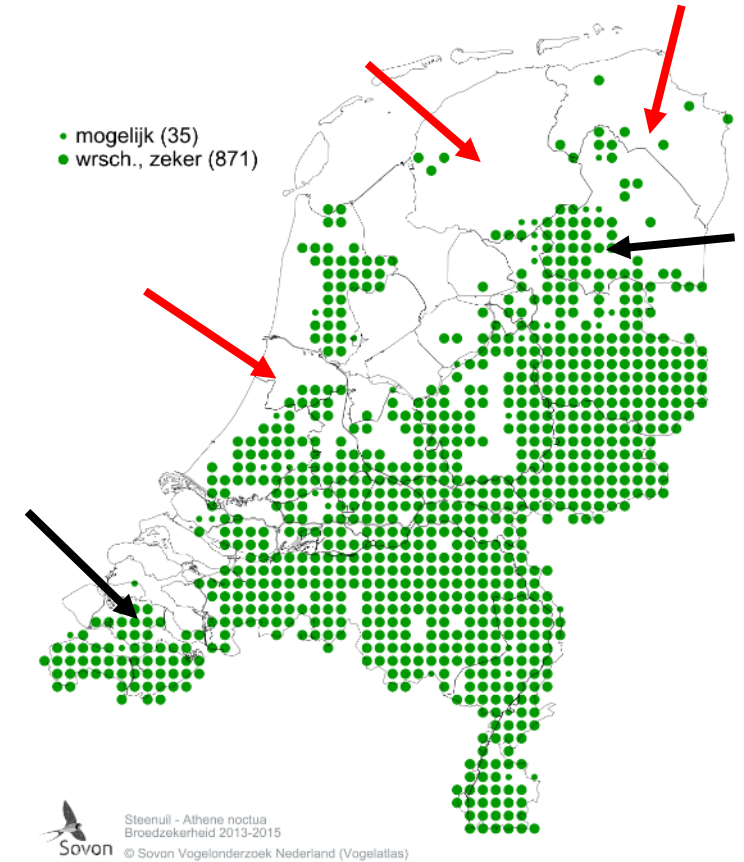 mogelijk (35)
wrsch., zeker (871)
Steenuil - Athene noctua
Broedzekerheid 2013-2015
Sovon
© Sovon Vogelonderzoek Nederland (Vogelatlas)